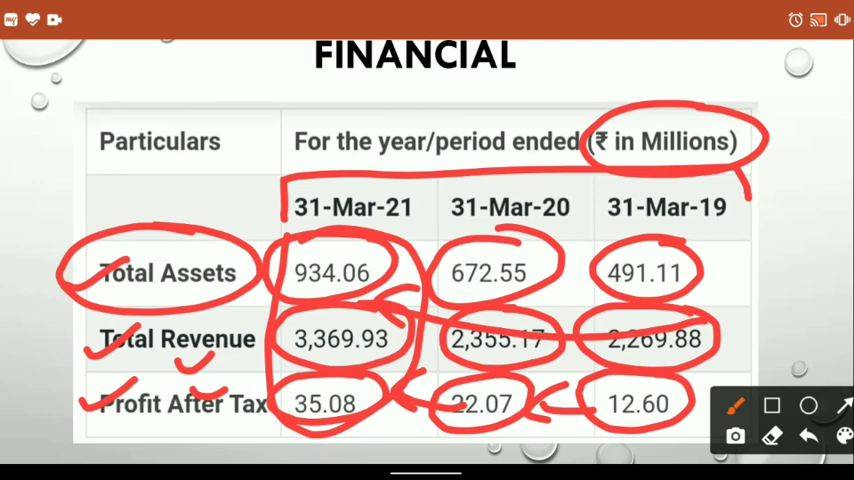 FINANCIAL
Particulars For the year/period ended (₹ in Millions)
31-Mar-21 31-Mar-20 31-Mar-19
Total Assets 934.06 672.55 491.11
Total Revenue 3,369.93 2,355.17 2,269.88
Profit After Tax 35.08 22.07 12.60